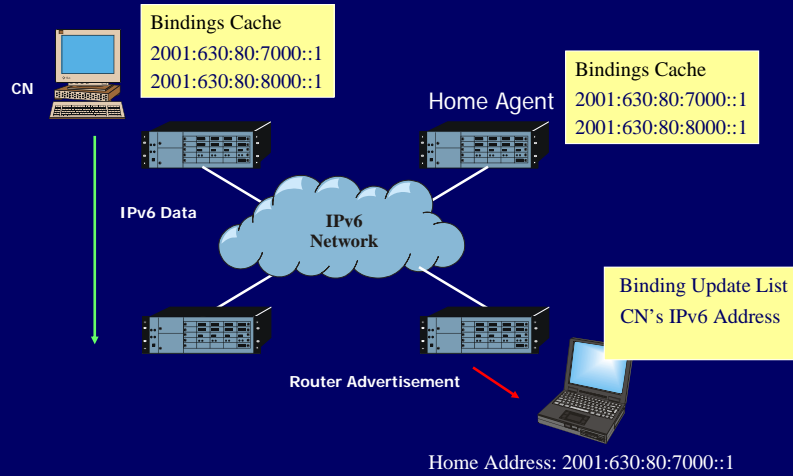 Bindings Cache
2001:630:80:7000::1
2001:630:80:8000::1
CN
Home Agent
Bindings Cache
2001:630:80:7000::1
2001:630:80:8000::1
IPv6 Data
IPv6
Network
Binding Update List
CN's IPv6 Address
Router Advertisement
Home Address: 2001:630:80:7000::1